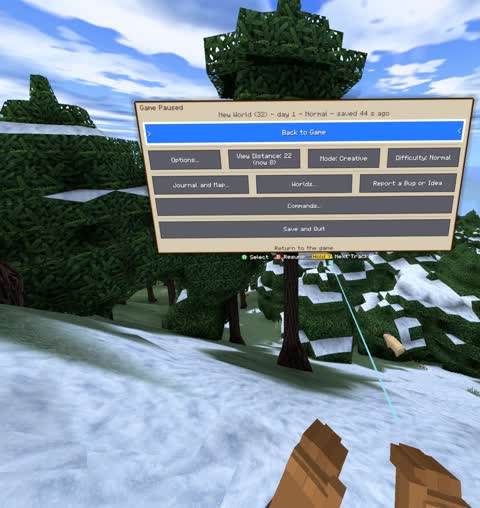 Game Paused
New World (32) - day 1 - Normal - saved 44 s ago
Back to Game
Options...
View Distance: 22
(now 8)
Mode: Creative
Difficulty: Normal
Journal and Map...
Worlds...
Report a Bug or Idea
Commands...
Save and Quit
Return to the game.
A Select B Resume Hold Y Next Track